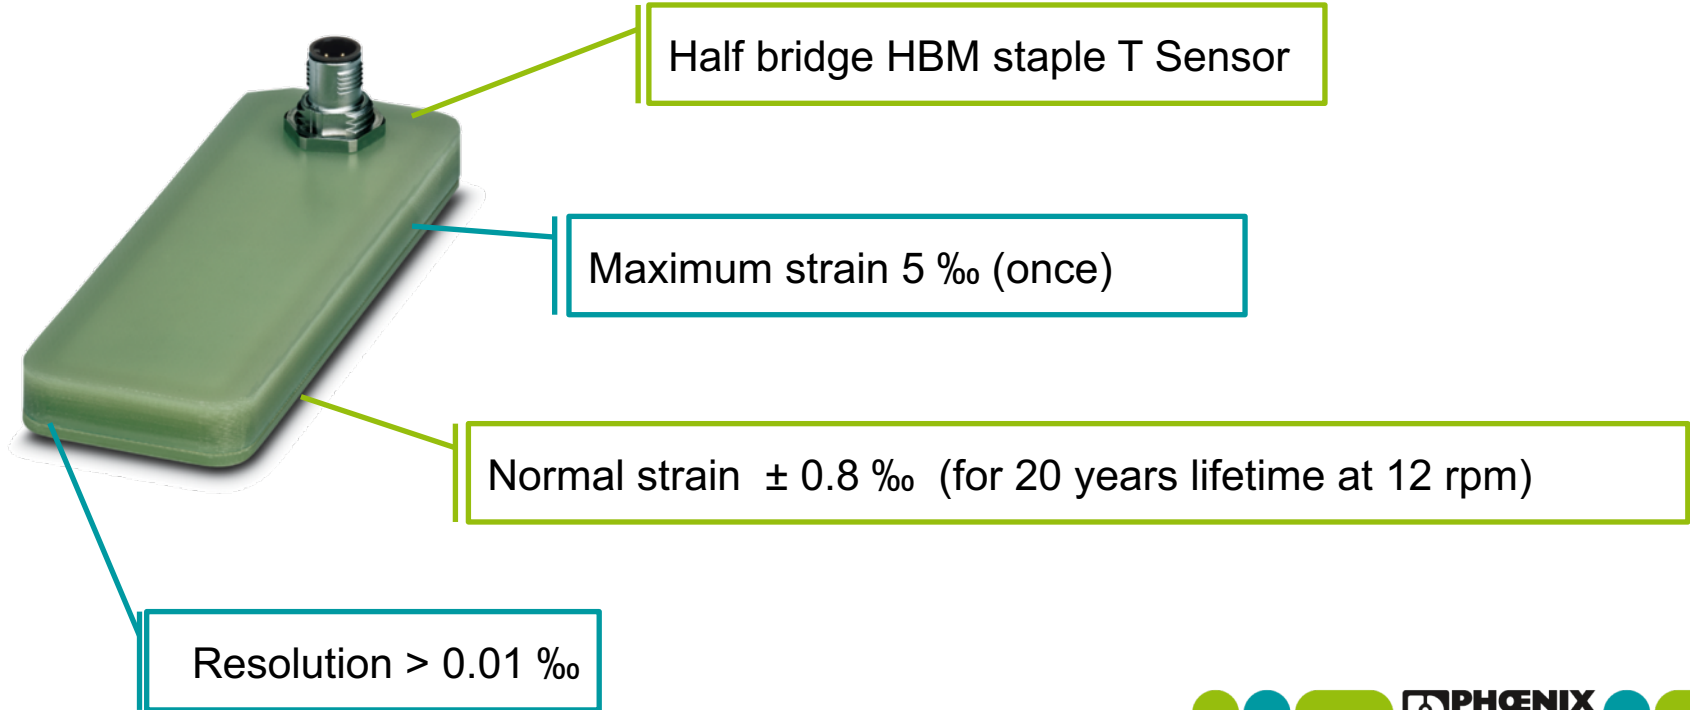 Half bridge HBM staple T Sensor
Maximum strain 5 ‰ (once)
Normal strain ± 0.8 ‰ (for 20 years lifetime at 12 rpm)
Resolution > 0.01 ‰
PHŒNIX